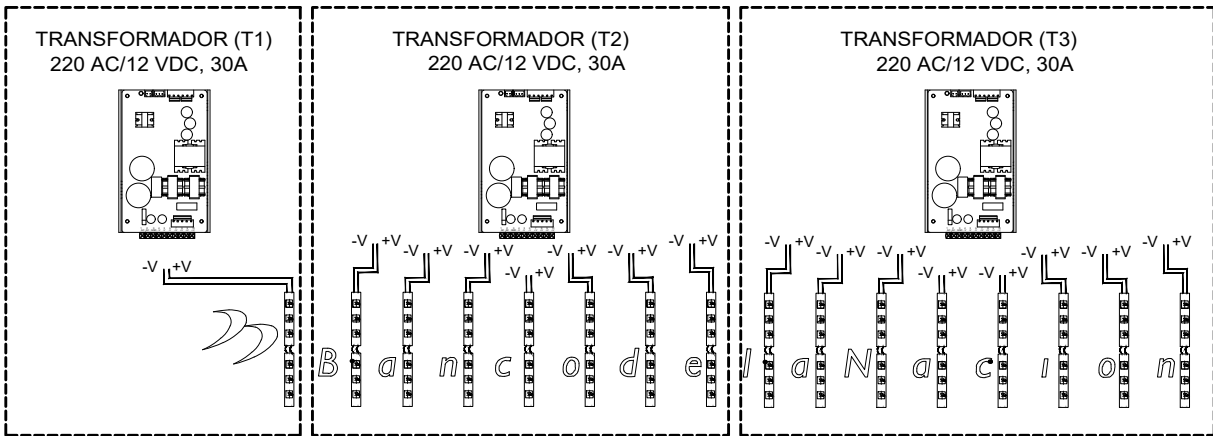 TRANSFORMADOR (T1)
220 AC/12 VDC, 30A
-V +V
TRANSFORMADOR (T2)
220 AC/12 VDC, 30A
-V +V -V +V -V +V -V +V -V +V -V +V -V +V
B a n c o d e
TRANSFORMADOR (T3)
220 AC/12 VDC, 30A
-V +V -V +V -V +V -V +V -V +V -V +V -V +V -V +V
l a N a c ı o n